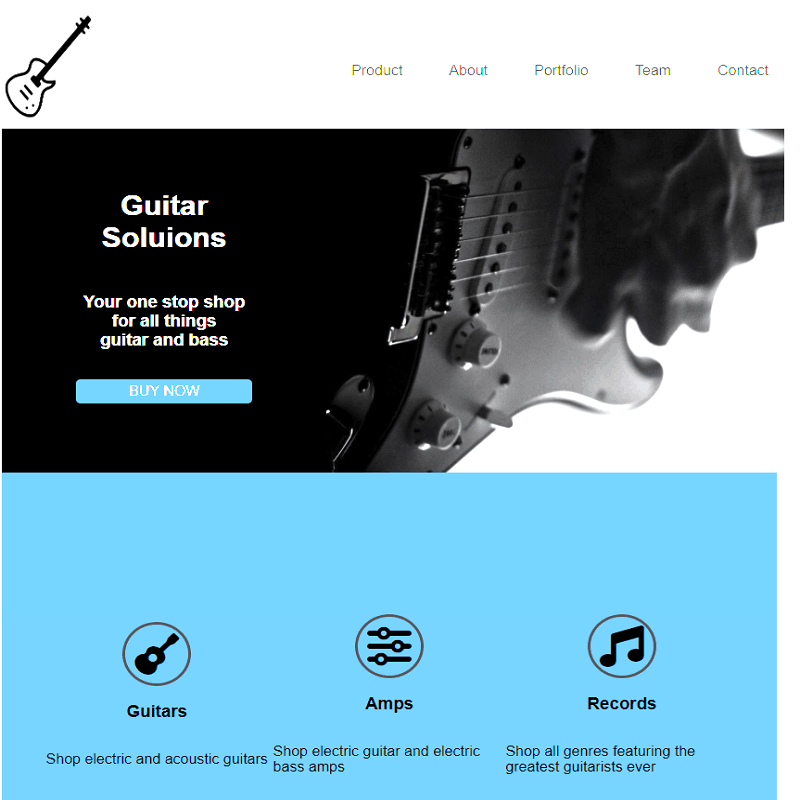 Product About Portfolio Team Contact
Guitar
Soluions
Your one stop shop
for all things
guitar and bass
BUY NOW
Guitars
Amps
Records
Shop electric and acoustic guitars
Shop electric guitar and electric
bass amps
Shop all genres featuring the
greatest guitarists ever